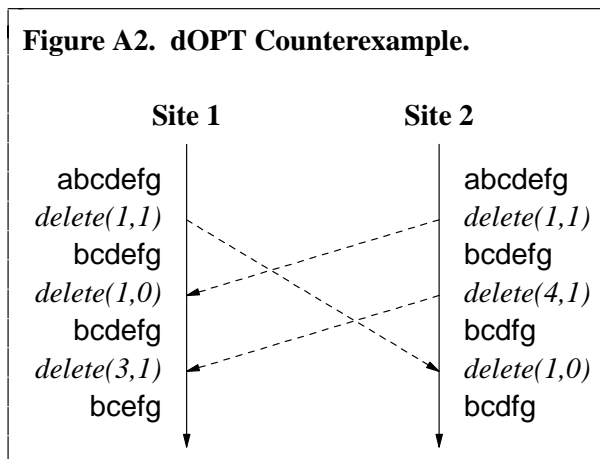 Figure A2. dOPT Counterexample.
Site 1 Site 2
abcdefg abcdefg
delete(1,1) delete(1,1)
bcdefg bcdefg
delete(1,0) delete(4,1)
bcdefg bcdfg
delete(3,1) delete(1,0)
bcefg bcdfg